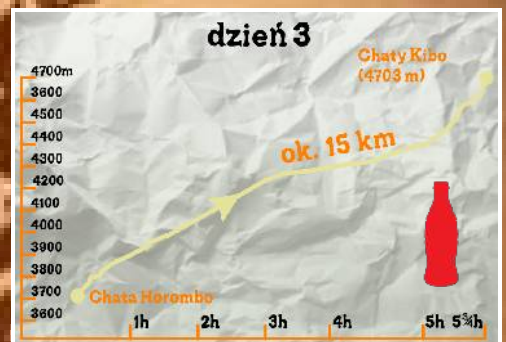 dzień 3
Chaty Kibo
(4703 m)
4700m
3600
4500
4400
4300
4200
4100
4000
3900
3800
3700
3600
ok. 15 km
Chata Horombo
1h 2h 3h 4h 5h 5¾h